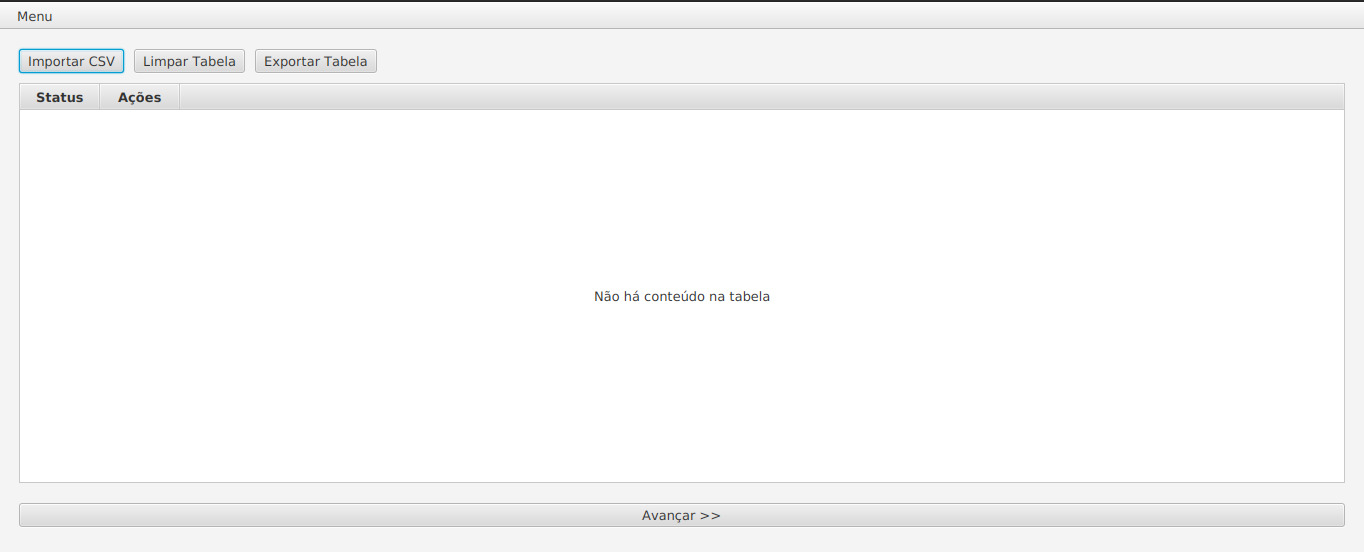 Menu
Importar CSV Limpar Tabela Exportar Tabela
Status Ações
Não há conteúdo na tabela
Avançar >>